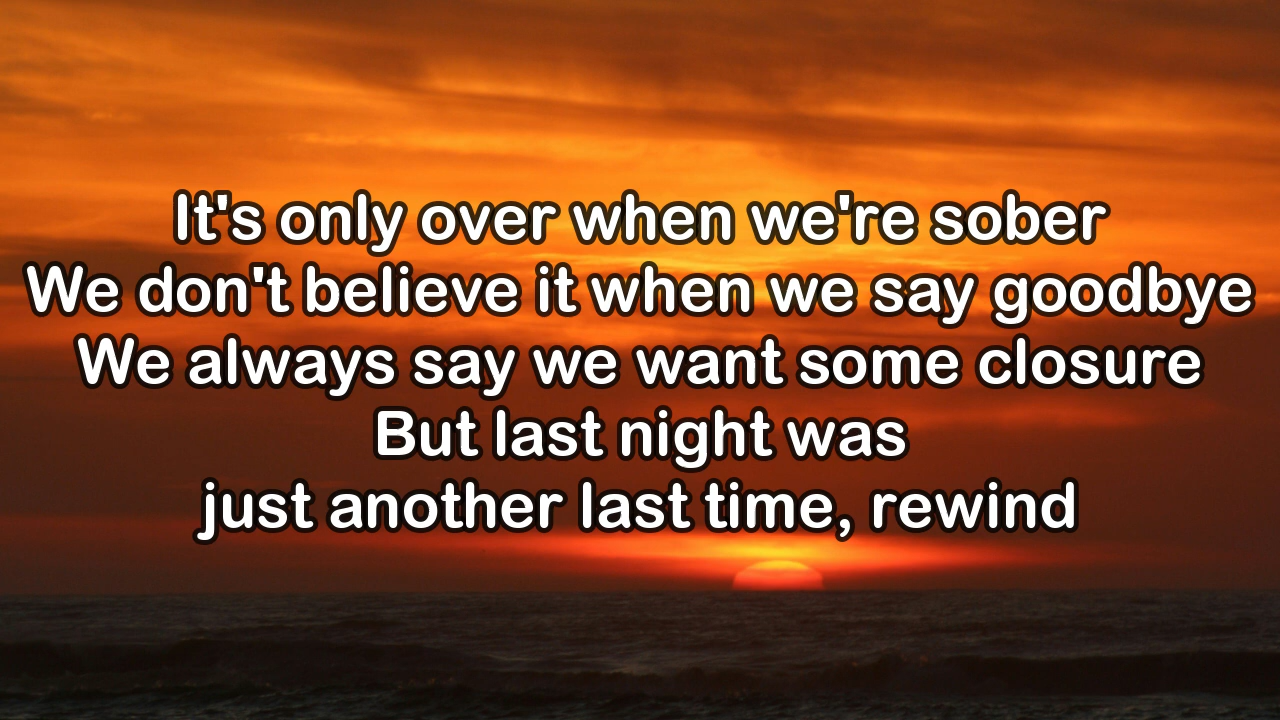 It's only over when we're sober
We don't believe it when we say goodbye
We always say we want some closure
But last night was
just another last time, rewind